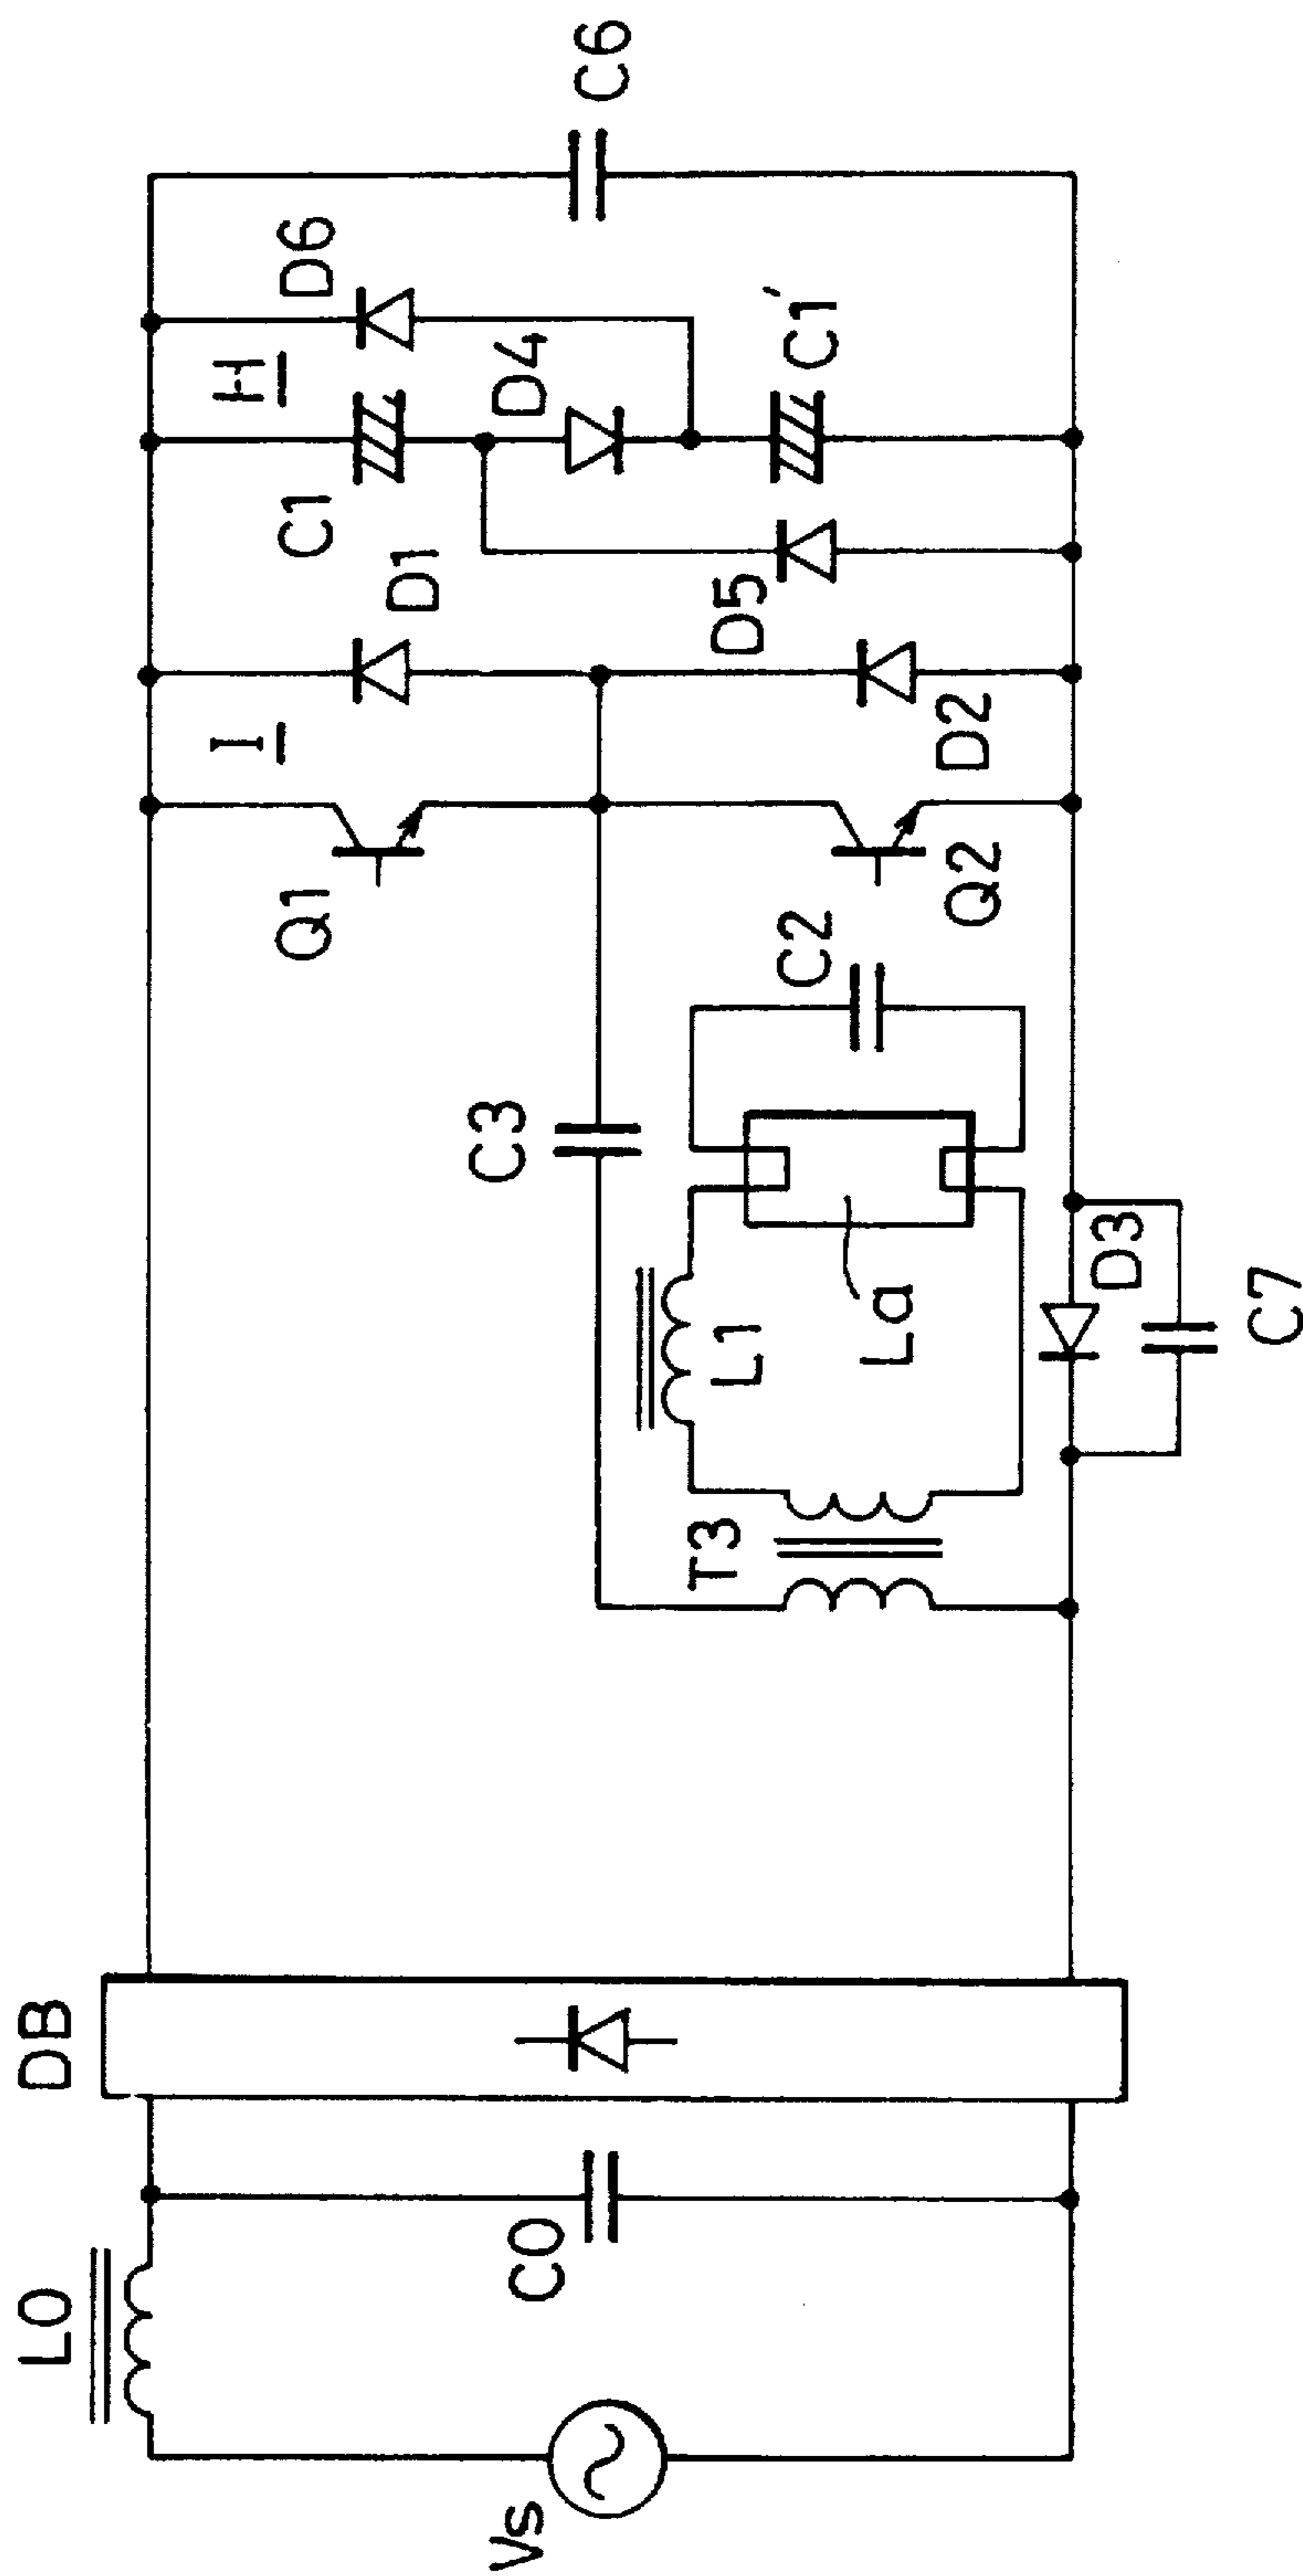 Vs
L0
C0
DB
T3
L1
La
C3
C2
D3
C7
Q1
Q2
I
D1
D2
D5
C1
H
D4
D6
C1′
C6